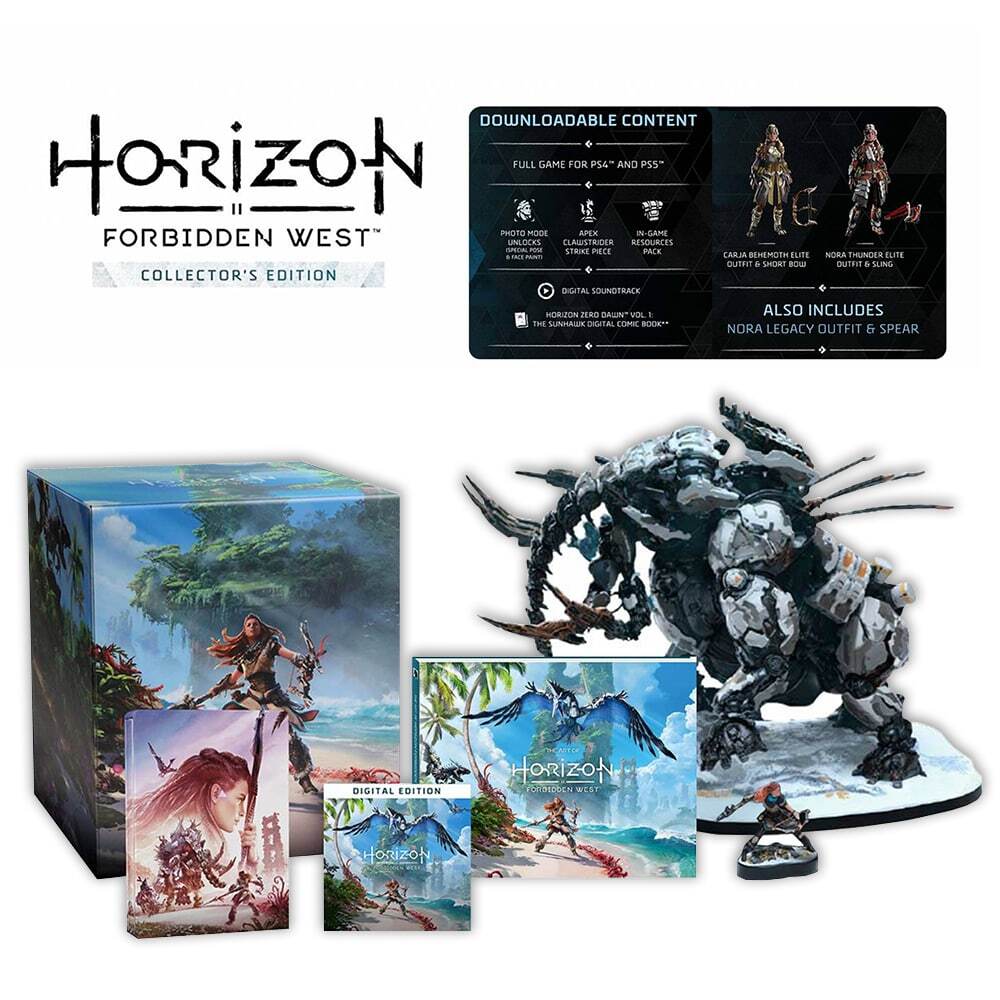 HORIZON
II
FORBIDDEN WEST™
COLLECTOR'S EDITION
DOWNLOADABLE CONTENT
FULL GAME FOR PS4™ AND PS5™
PHOTO MODE
UNLOCKS
(SPECIAL POSE
& FACE PAINT)
APEX
CLAWSTRIDER
STRIKE PIECE
IN-GAME
RESOURCES
PACK
DIGITAL SOUNDTRACK
HORIZON ZERO DAWN™ VOL. 1:
THE SUNHAWK DIGITAL COMIC BOOK**
CARJA BEHEMOTH ELITE
OUTFIT & SHORT BOW
NORA THUNDER ELITE
OUTFIT & SLING
ALSO INCLUDES
NORA LEGACY OUTFIT & SPEAR
THE ART OF
HORIZON
FORBIDDEN WEST
DIGITAL EDITION
HORIZON
FORBIDDEN WEST